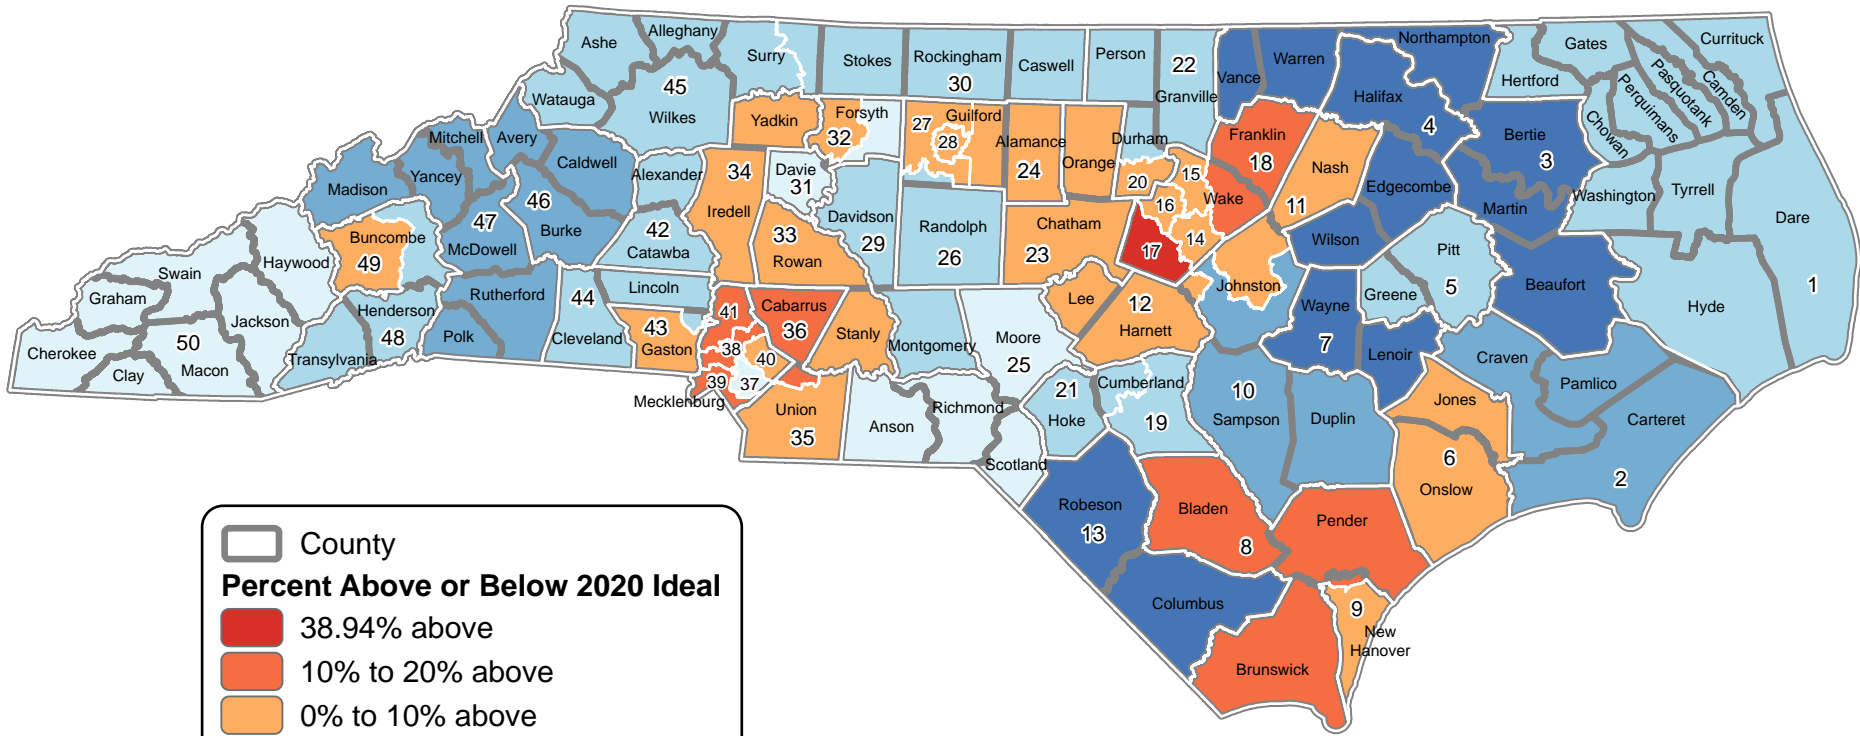 Ashe
Alleghany
Surry
Stokes
Rockingham
30
Caswell
Person
22
Granville
Vance
Warren
Northampton
Gates
Currituck
Hertford
Camden
Pasquotank
Perquimans
Chowan
Watauga
45
Wilkes
Yadkin
Forsyth
32
27
Guilford
28
Alamance
24
Orange
Durham
20
15
Franklin
18
Halifax
4
Bertie
3
Mitchell
Avery
Caldwell
Alexander
34
Iredell
Davie
31
Davidson
29
Randolph
26
Chatham
23
16
Wake
14
17
Nash
11
Edgecombe
Martin
Washington
Tyrrell
Dare
1
Madison
Yancey
46
Burke
47
McDowell
42
Catawba
33
Rowan
Wilson
Pitt
5
Greene
Beaufort
Hyde
Buncombe
49
Haywood
Swain
Graham
Jackson
Cherokee
50
Clay
Macon
Henderson
48
Transylvania
Polk
Rutherford
44
Cleveland
Lincoln
43
Gaston
41
38
40
39
37
Mecklenburg
Cabarrus
36
Stanly
Montgomery
Moore
25
Lee
12
Harnett
Johnston
Wayne
7
Lenoir
Craven
Pamlico
Carteret
2
Jones
6
Onslow
Union
35
Anson
Richmond
Scotland
21
Hoke
Cumberland
19
10
Sampson
Duplin
Robeson
13
Bladen
8
Pender
Columbus
Brunswick
9
New
Hanover
County
Percent Above or Below 2020 Ideal
38.94% above
10% to 20% above
0% to 10% above